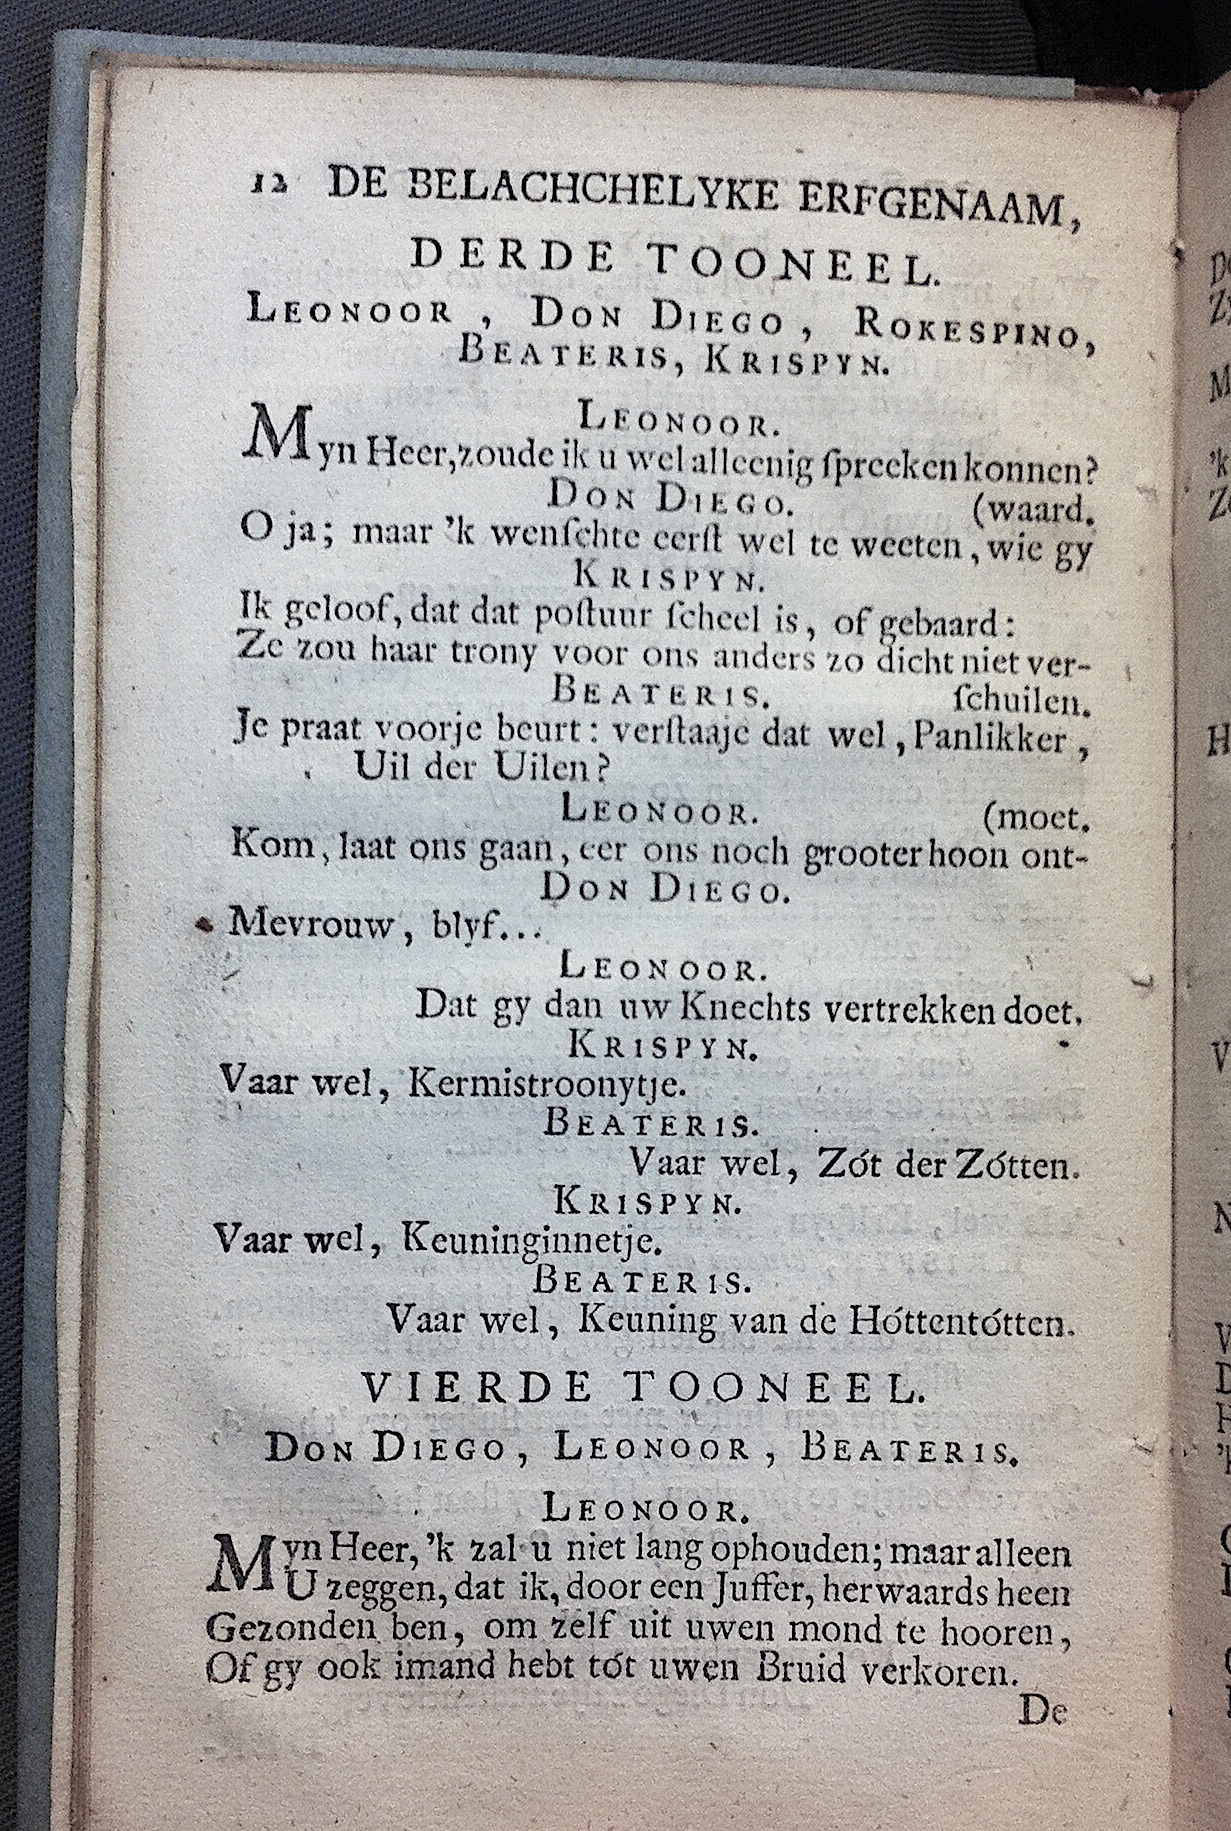 12 DE BELACHCHELYKE ERFGENAAM,
DERDE TOONEEL.
LEONOOR, DON DIEGO, ROKESPINO,
BEATERIS, KRISPYN.
LEONOOR.
Myn Heer, zoude ik u wel alleenig ſpreeken konnen?
DON DIEGO. (waard.
O ja; maar 'k wenſchte eerſt wel te weeten, wie gy
KRISPYN.
Ik geloof, dat dat poſtuur ſcheel is, of gebaard:
Ze zou haar trony voor ons anders zo dicht niet ver-
BEATERIS. ſchuilen.
Je praat voorje beurt: verſtaaje dat wel, Panlikker,
Uil der Uilen?
LEONOOR. (moet.
Kom, laat ons gaan, eer ons noch grooter hoon ont-
DON DIEGO.
Mevrouw, blyf...
LEONOOR.
Dat gy dan uw Knechts vertrekken doet.
KRISPYN.
Vaar wel, Kermistroonytje.
BEATERIS.
Vaar wel, Zót der Zótten.
KRISPYN.
Vaar wel, Keuninginnetje.
BEATERIS.
Vaar wel, Keuning van de Hóttentótten.
VIERDE TOONEEL.
DON DIEGO, LEONOOR, BEATERIS.
LEONOOR.
Myn Heer, 'k zal u niet lang ophouden; maar alleen
U zeggen, dat ik, door een Juffer, herwaards heen
Gezonden ben, om zelf uit uwen mond te hooren,
Of gy ook imand hebt tót uwen Bruid verkoren.
De